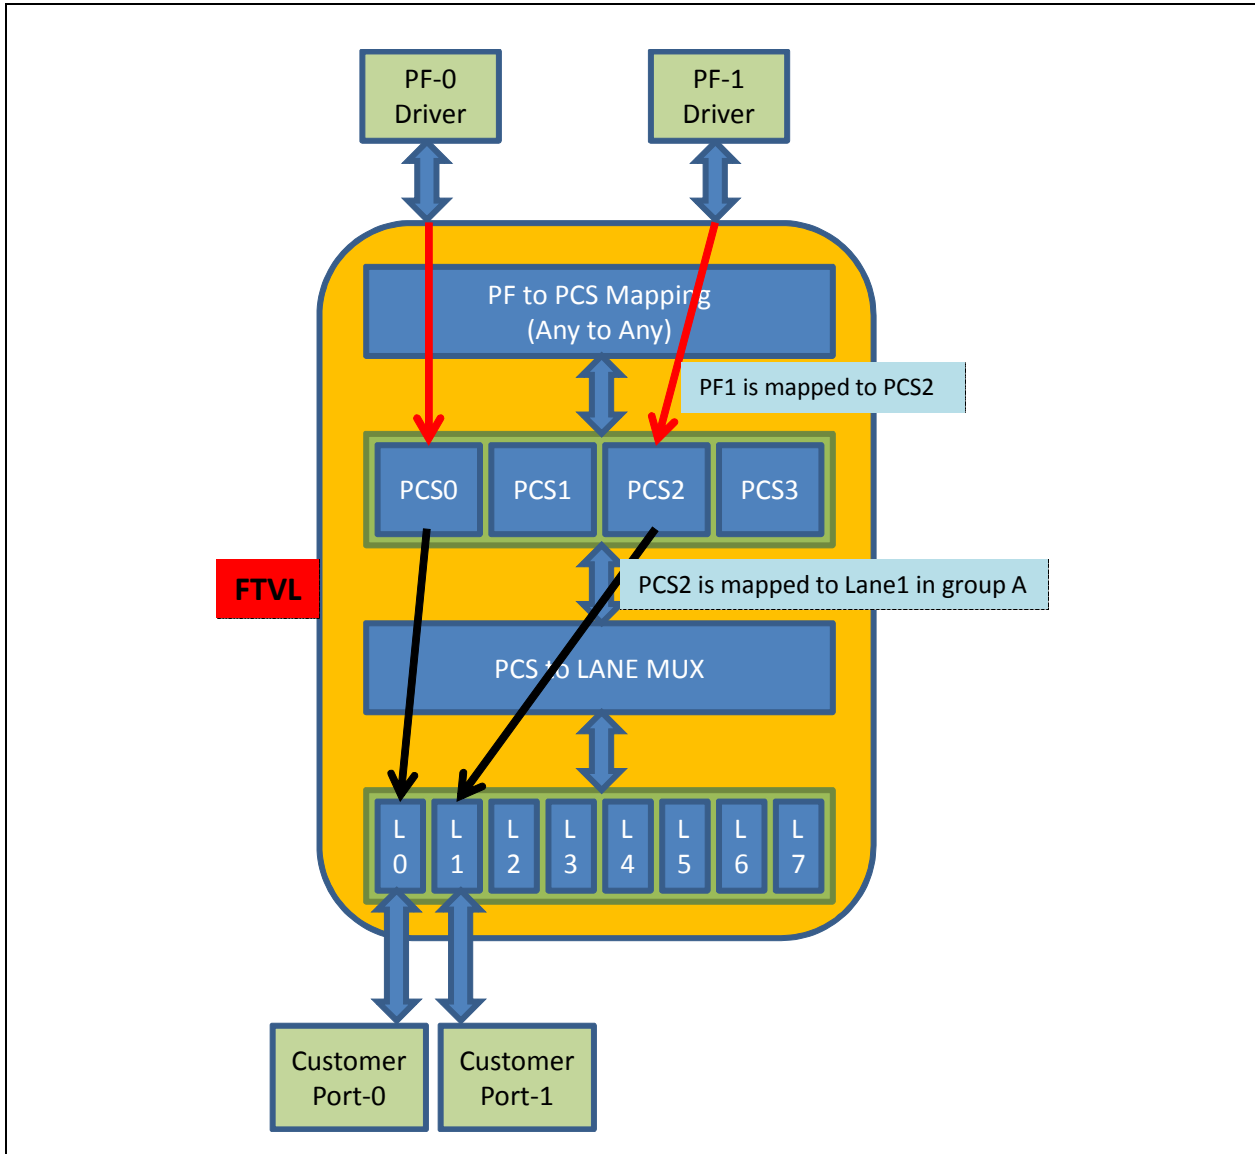 PF-0
Driver
PF-1
Driver
PF to PCS Mapping
(Any to Any)
PF1 is mapped to PCS2
PCS0
PCS1
PCS2
PCS3
FTVL
PCS2 is mapped to Lane1 in group A
PCS to LANE MUX
L
0
L
1
L
2
L
3
L
4
L
5
L
6
L
7
Customer
Port-0
Customer
Port-1